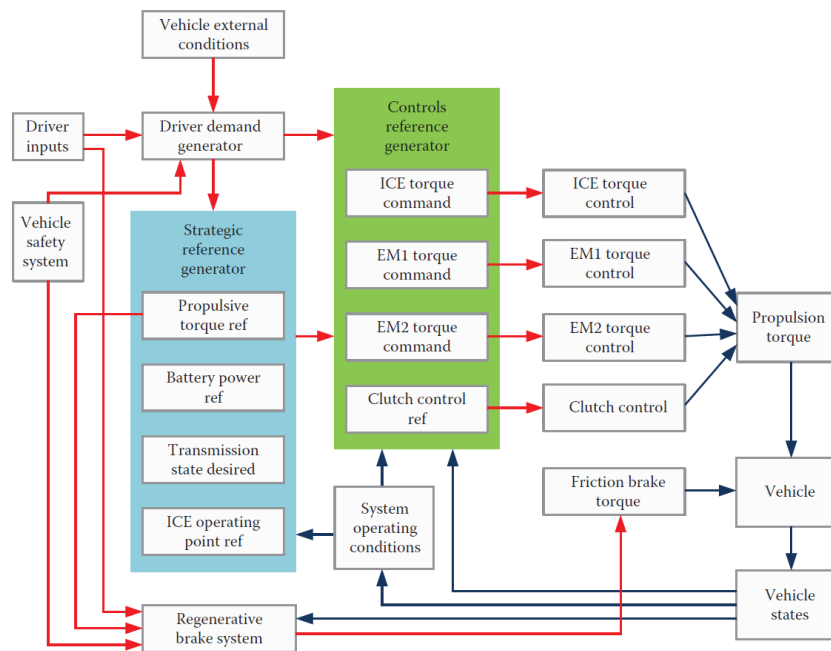 Vehicle external
conditions
Driver
inputs
Driver demand
generator
Controls
reference
generator
Vehicle
safety
system
Strategic
reference
generator
ICE torque
command
ICE torque
control
EM1 torque
command
EM1 torque
control
Propulsive
torque ref
EM2 torque
command
EM2 torque
control
Propulsion
torque
Battery power
ref
Clutch control
ref
Clutch control
Transmission
state desired
Friction brake
torque
Vehicle
ICE operating
point ref
System
operating
conditions
Vehicle
states
Regenerative
brake system